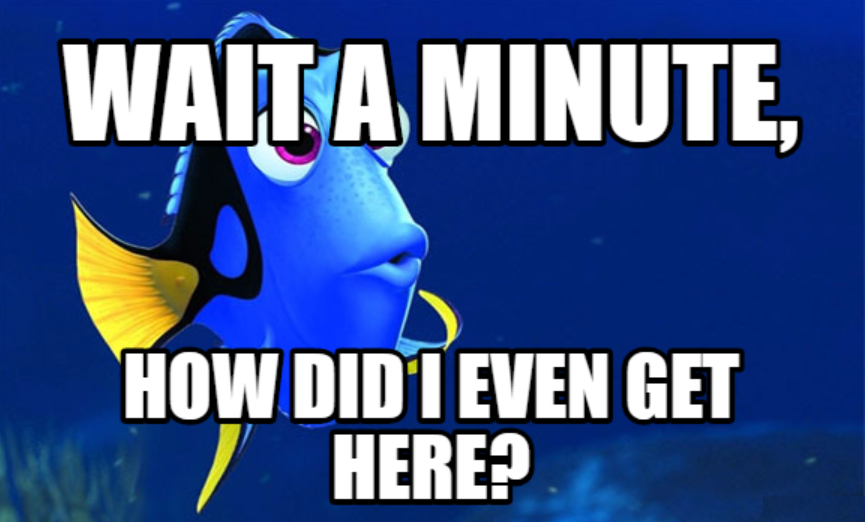 WAIT A MINUTE,
HOW DID I EVEN GET
HERE?